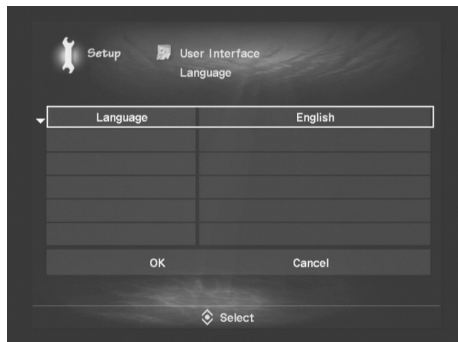 Setup
User Interface
Language
Language English
OK Cancel
Select